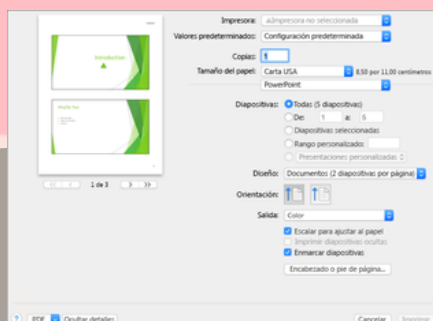 Impresora:
Impresora no seleccionada
Valores predeterminados:
Configuración predeterminada
Copias:
Tamaño del papel:
Carta USA
8,50 por 11,00 centímetros
PowerPoint
Introduction
Diapositivas:
Todas (5 diapositivas)
De: 1 a: 5
Diapositivas seleccionadas
Rango personalizado:
Presentaciones personalizadas
1 de 3
Diseño:
Documentos (2 diapositivas por página)
Orientación:
Salida:
Color
Escalar para ajustar al papel
Imprimir diapositivas ocultas
Enmarcar diapositivas
Encabezado o pie de página...
?
PDF
Ocultar detalles
Cancelar
Imprimir